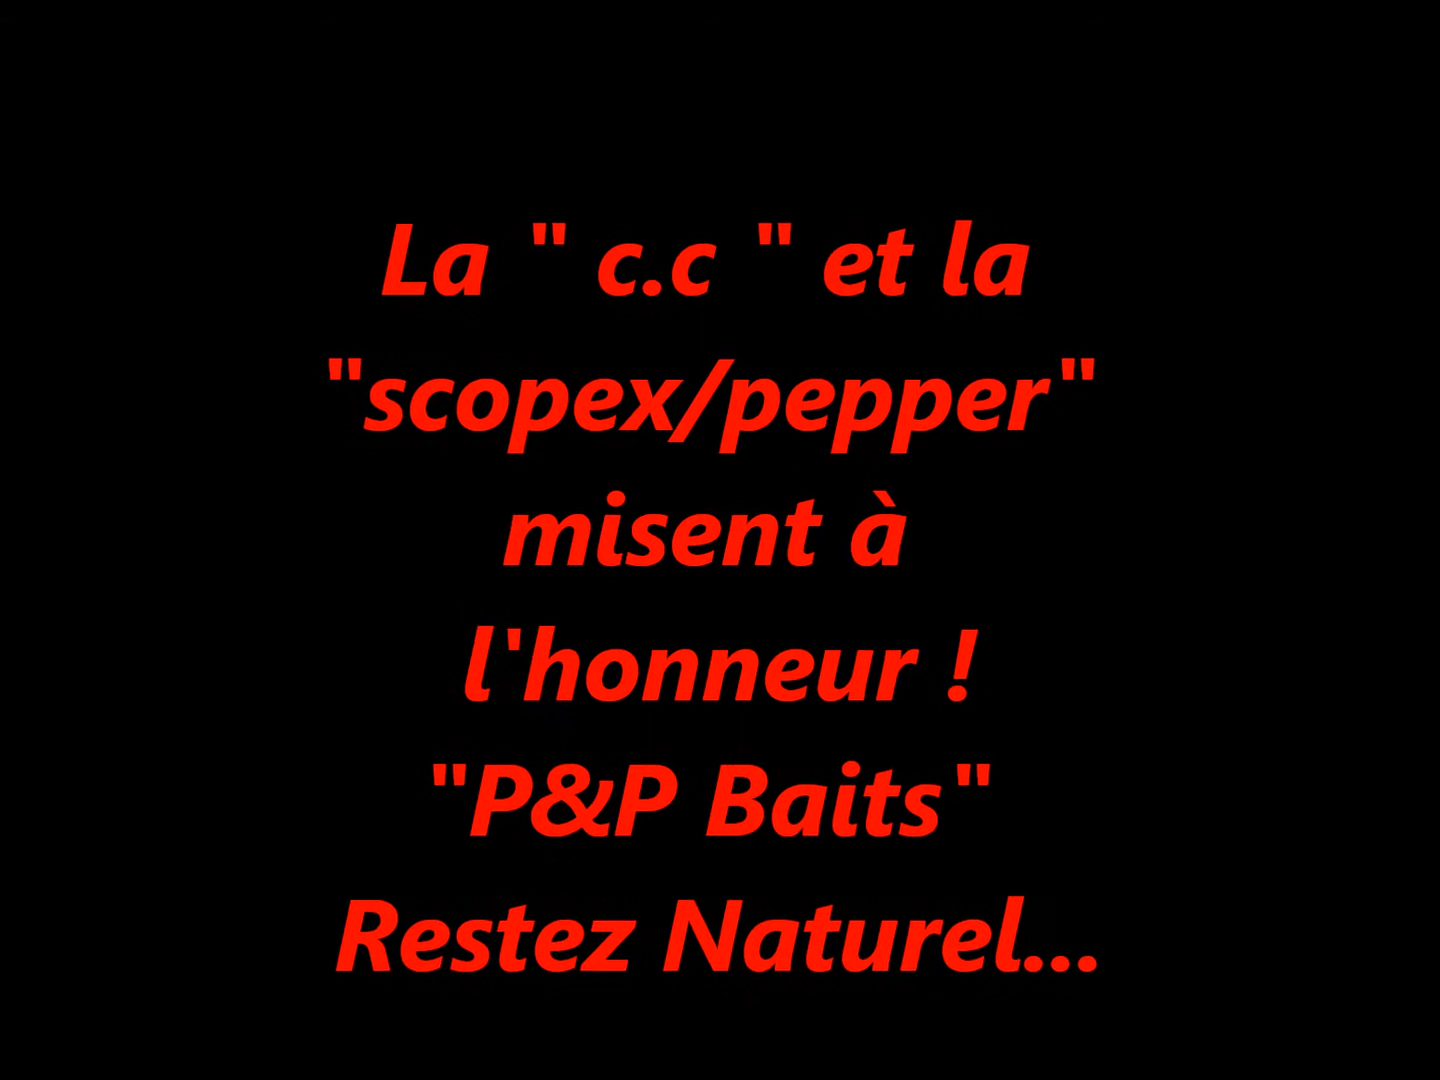 La " c.c " et la
"scopex/pepper"
misent à
l'honneur !
"P&P Baits"
Restez Naturel...